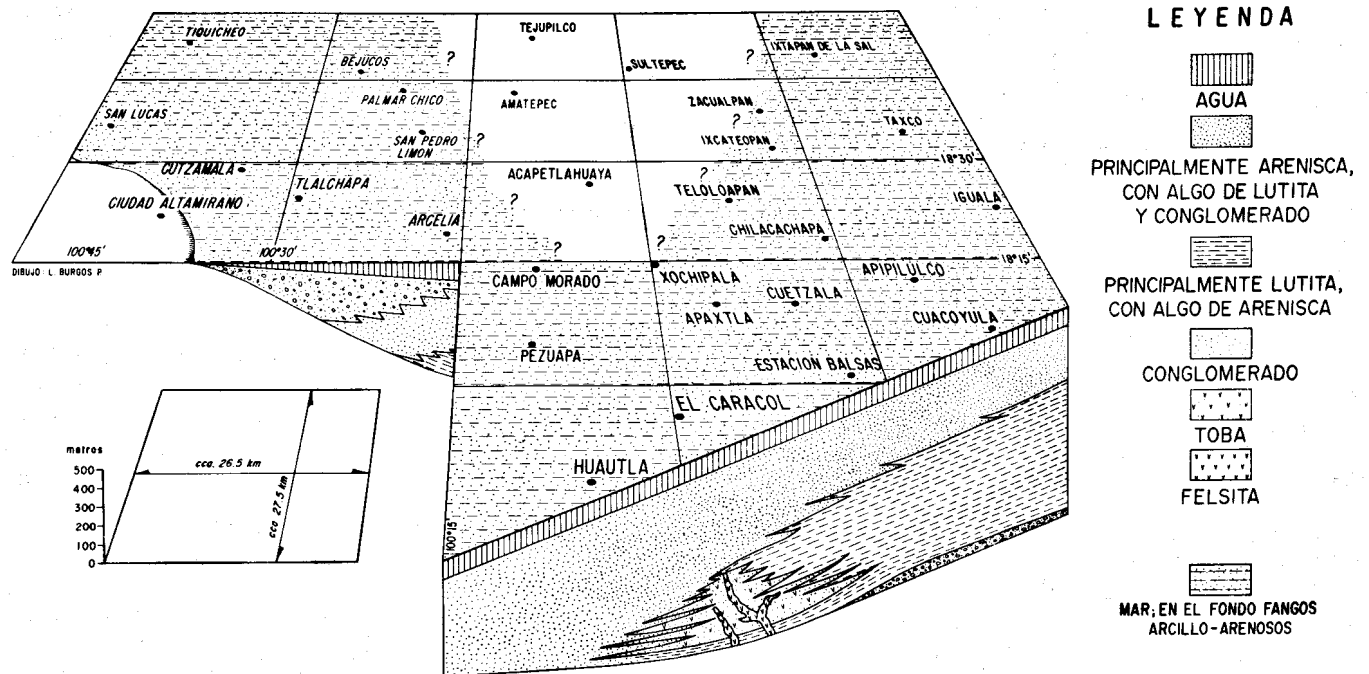 TIQUICHEO
TEJUPILCO
IXTAPAN DE LA SAL
BEJUCOS
?
SULTEPEC
?
PALMAR CHICO
AMATEPEC
ZACUALPAN
SAN LUCAS
SAN PEDRO
LIMON
?
?
IXCATEOPAN
TAXCO
18°30'
CUTZAMALA
TLALCHAPA
ACAPETLAHUAYA
?
TELOLOAPAN
CIUDAD ALTAMIRANO
ARCELIA
?
IGUALA
CHILACACHAPA
?
?
100°45'
100°30'
18°15'
DIBUJO: L. BURGOS P.
CAMPO MORADO
XOCHIPALA
APIPILULCO
CUETZALA
APAXTLA
CUACOYULA
PEZUAPA
ESTACION BALSAS
EL CARACOL
HUAUTLA
100°15'
metros
500
400
300
200
100
0
cca. 26.5 km
cca 27.5 km
LEYENDA
AGUA
PRINCIPALMENTE ARENISCA,
CON ALGO DE LUTITA
Y CONGLOMERADO
PRINCIPALMENTE LUTITA,
CON ALGO DE ARENISCA
CONGLOMERADO
TOBA
FELSITA
MAR; EN EL FONDO FANGOS
ARCILLO-ARENOSOS